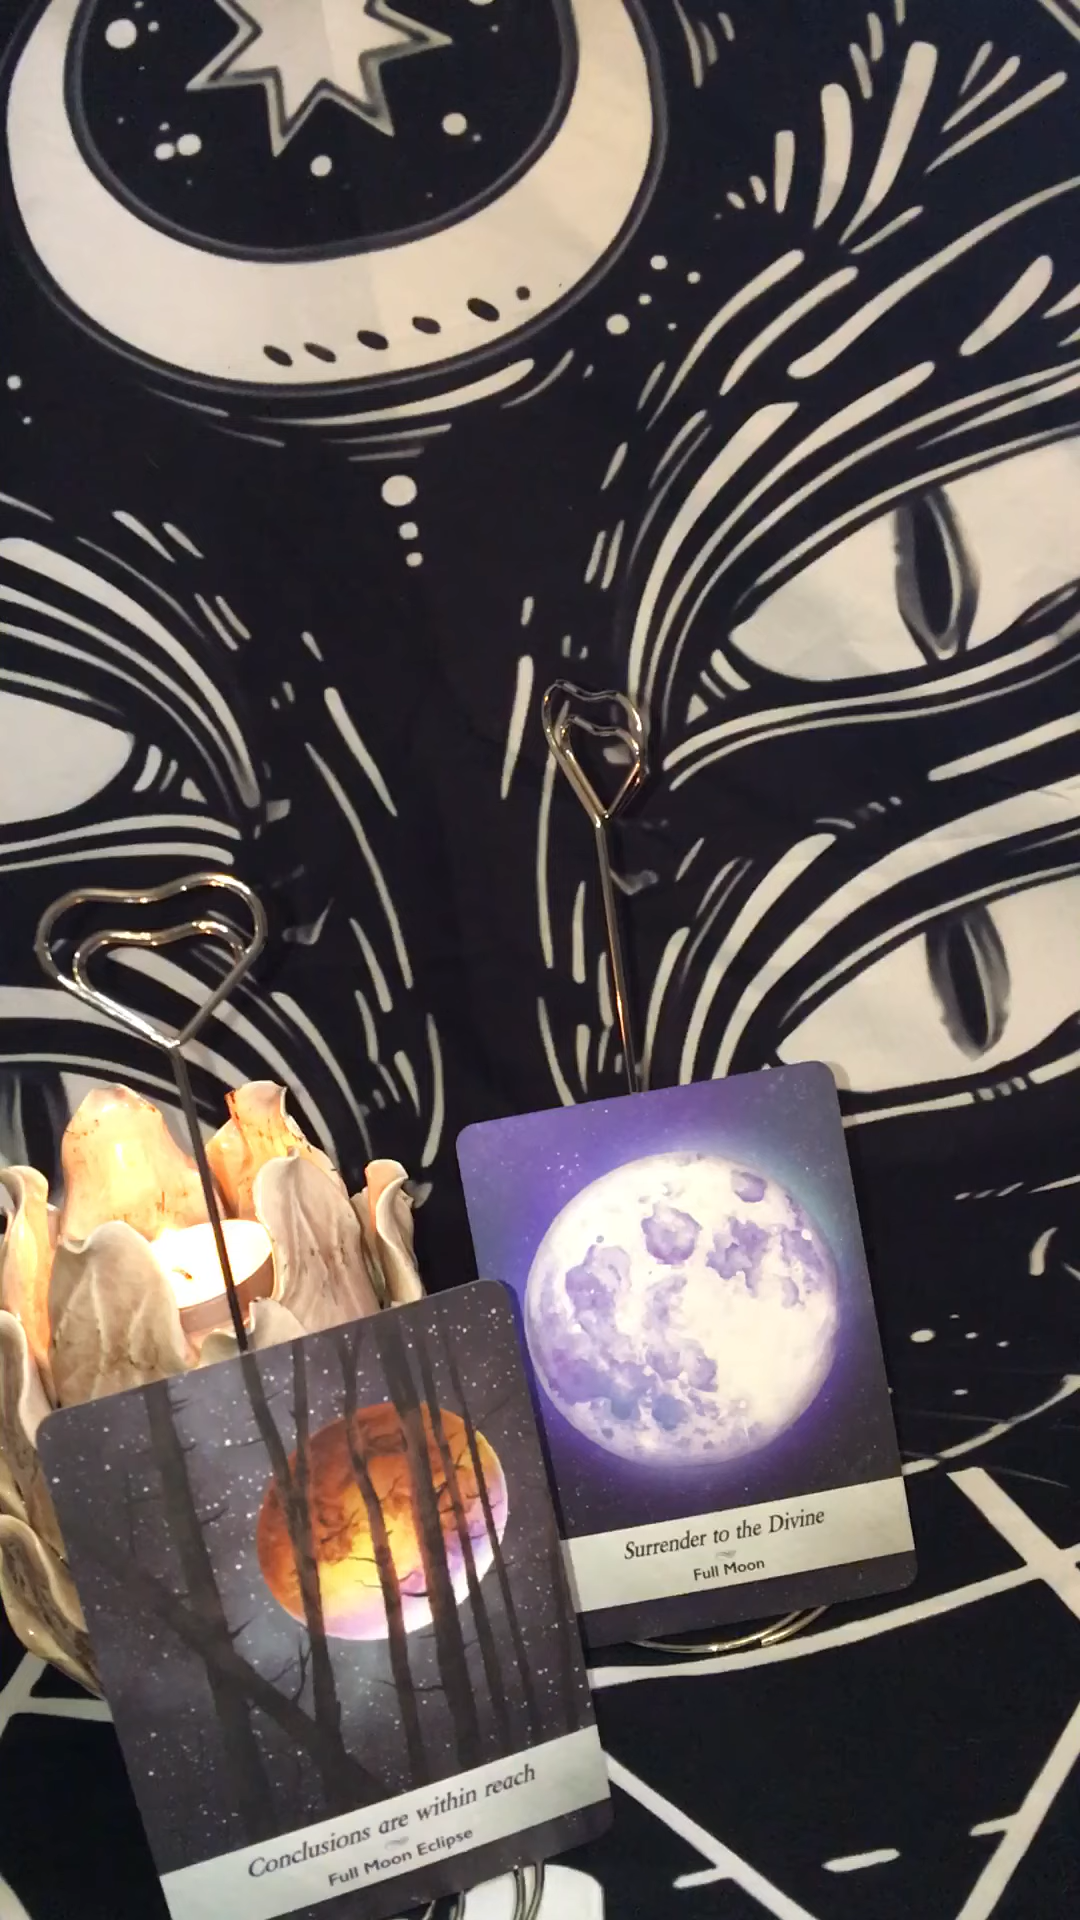 Surrender to the Divine
Full Moon
Conclusions are within reach
Full Moon Eclipse